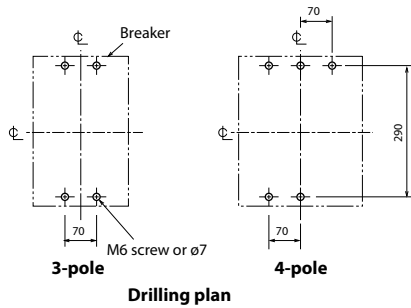 70
℄
Breaker
℄
℄
℄
290
70
70
M6 screw or ø7
3-pole
4-pole
Drilling plan